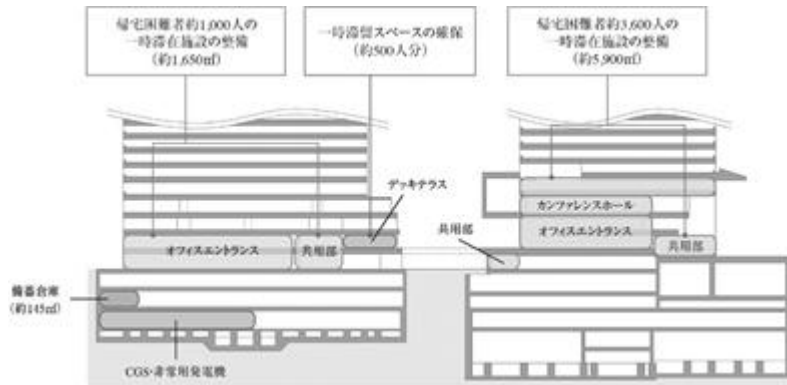 帰宅困難者約1,000人の
一時滞在施設の整備
(約1,650㎡)
一時滞留スペースの確保
(約500人分)
帰宅困難者約3,600人の
一時滞在施設の整備
(約5,900㎡)
デッキテラス
カンファレンスホール
オフィスエントランス
共用部
共用部
オフィスエントランス
共用部
備蓄倉庫
(約145㎡)
CGS・非常用発電機